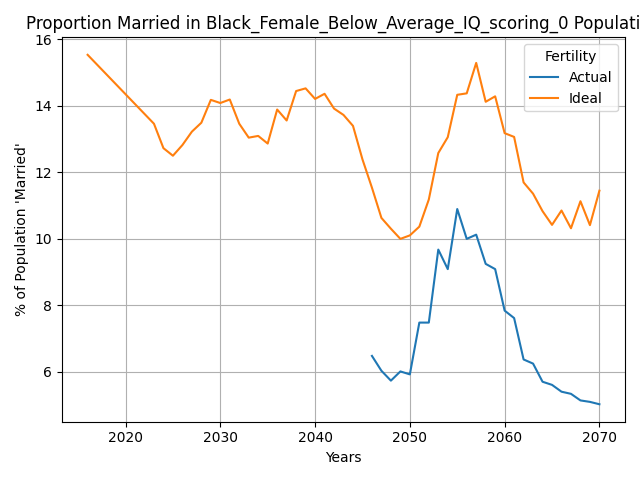 Proportion Married in Black_Female_Below_Average_IQ_scoring_0 Populati
16
14
12
10
8
6
% of Population 'Married'
Fertility
Actual
Ideal
2020 2030 2040 2050 2060 2070
Years